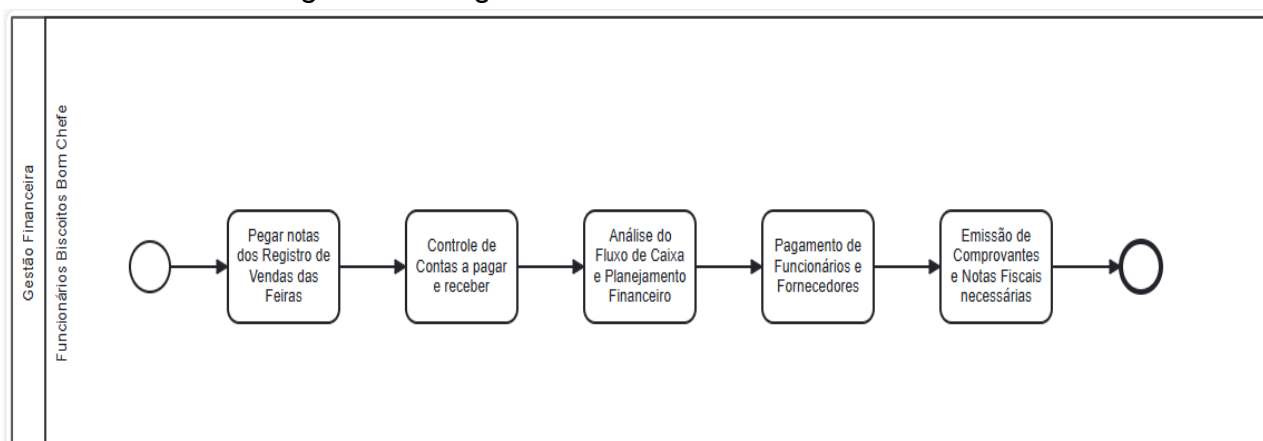 Gestão Financeira
Funcionários Biscoitos Bom Chefe
Pegar notas
dos Registro de
Vendas das
Feiras
Controle de
Contas a pagar
e receber
Análise do
Fluxo de Caixa
e Planejamento
Financeiro
Pagamento de
Funcionários e
Fornecedores
Emissão de
Comprovantes
e Notas Fiscais
necessárias